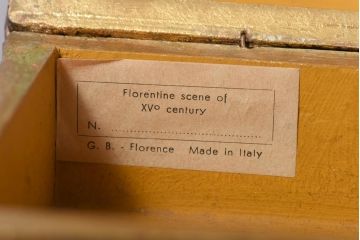 Florentine scene of
XVº century
N. ........................................
G. B. - Florence Made in Italy